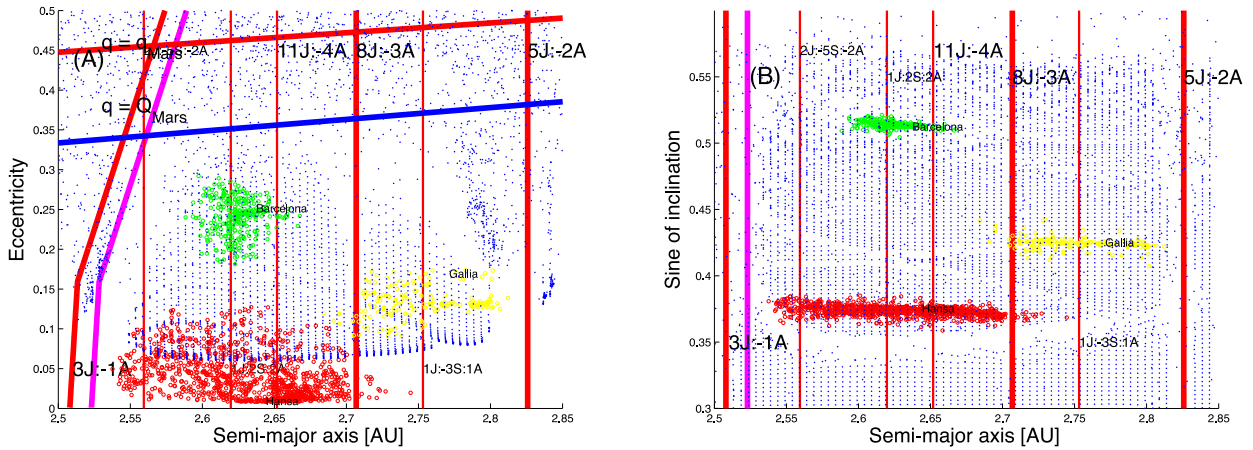 0.5
0.45
0.4
0.35
0.3
0.25
0.2
0.15
0.1
0.05
0
Eccentricity
(A)
q = q
Mars
-2A
11J:-4A
8J:-3A
5J:-2A
q = Q
Mars
Barcelona
Gallia
3J:-1A
1J:2S:2A
1J:-3S:1A
Hansa
2.5
2.55
2.6
2.65
2.7
2.75
2.8
2.85
Semi-major axis [AU]
0.55
0.5
0.45
0.4
0.35
0.3
Sine of inclination
(B)
2J:-5S:-2A
1J:2S:2A
11J:-4A
8J:-3A
5J:-2A
Barcelona
Gallia
Hansa
3J:-1A
1J:-3S:1A
2.5
2.55
2.6
2.65
2.7
2.75
2.8
2.85
Semi-major axis [AU]